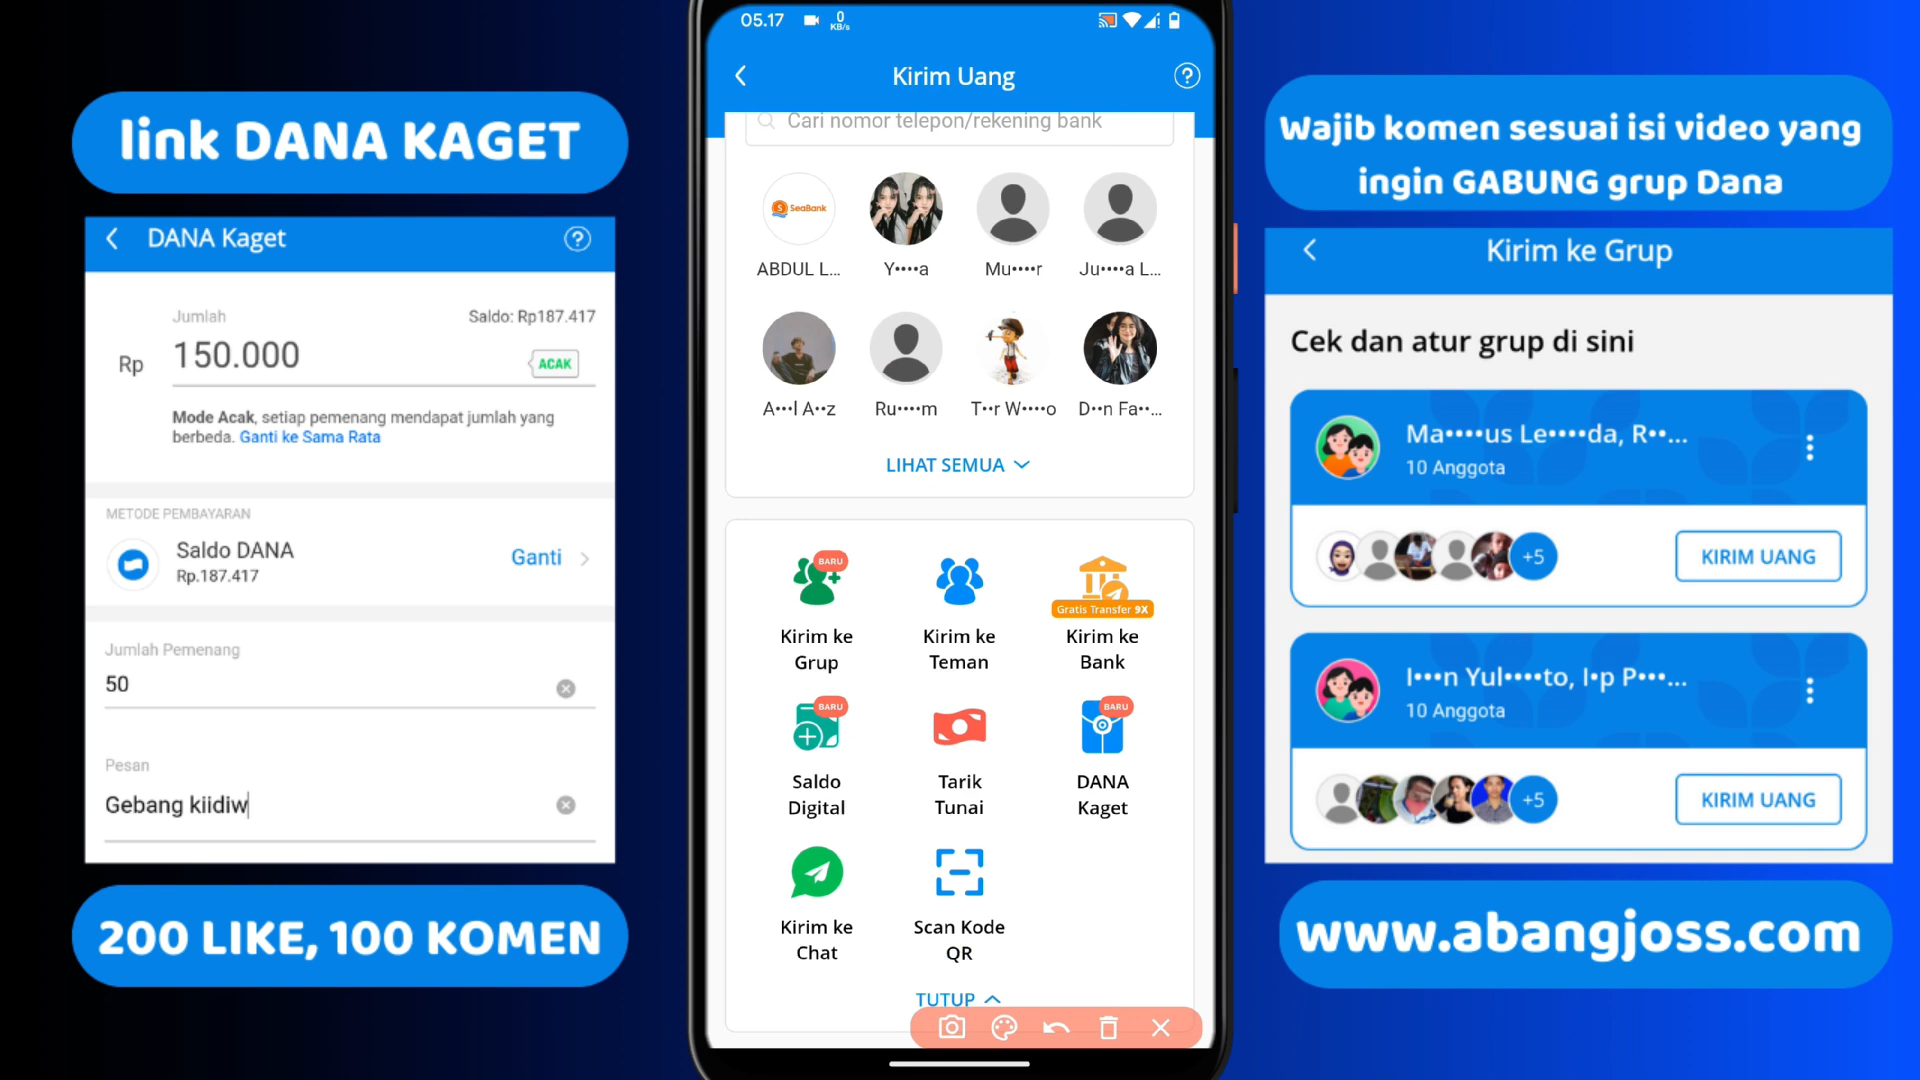 link DANA KAGET
DANA Kaget
Jumlah
Saldo: Rp187.417
Rp
150.000
ACAK
Mode Acak, setiap pemenang mendapat jumlah yang
berbeda. Ganti ke Sama Rata
METODE PEMBAYARAN
Saldo DANA
Rp.187.417
Ganti
Jumlah Pemenang
50
Pesan
Gebang kiidiw
200 LIKE, 100 KOMEN
05.17
0
KB/s
Kirim Uang
Cari nomor telepon/rekening bank
SeaBank
ABDUL L...
Y••••a
Mu••••r
Ju••••a L...
A•••l A••z
Ru••••m
T••r W••••o
D••n Fa••...
LIHAT SEMUA
BARU
Kirim ke
Grup
Kirim ke
Teman
Gratis Transfer 9X
Kirim ke
Bank
BARU
Saldo
Digital
Tarik
Tunai
BARU
DANA
Kaget
Kirim ke
Chat
Scan Kode
QR
TUTUP
Wajib komen sesuai isi video yang
ingin GABUNG grup Dana
Kirim ke Grup
Cek dan atur grup di sini
Ma••••us Le••••da, R••...
10 Anggota
+5
KIRIM UANG
I•••n Yul••••to, I•p P•••...
10 Anggota
+5
KIRIM UANG
www.abangjoss.com